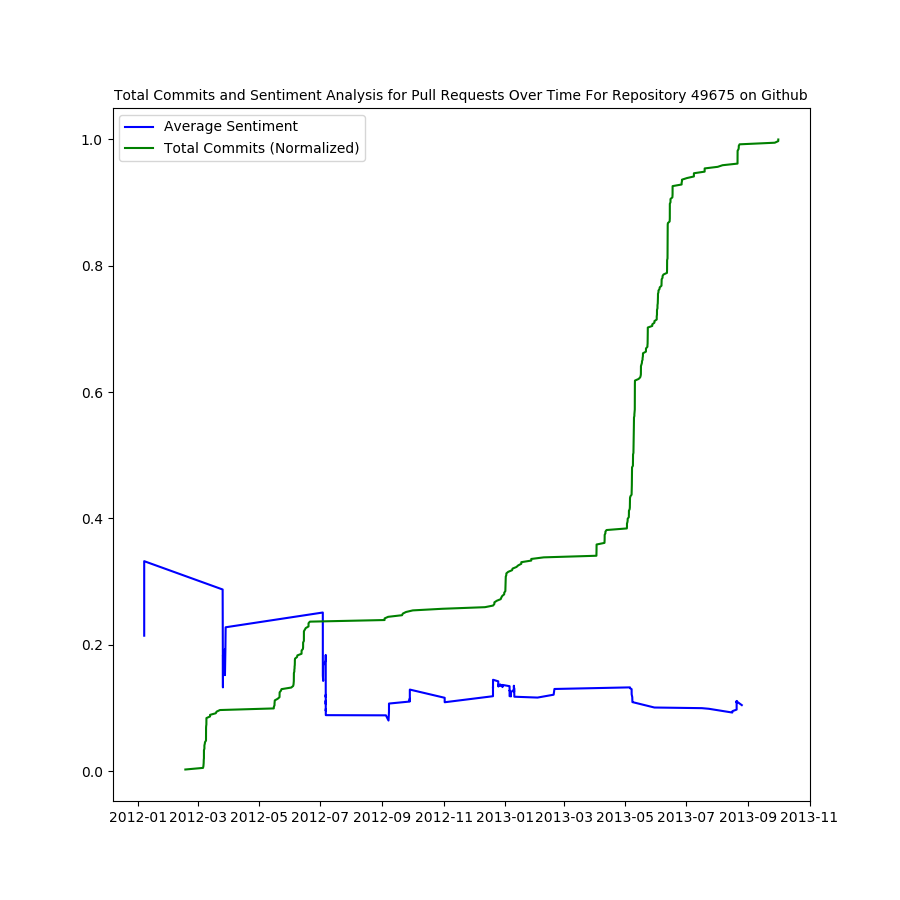 Total Commits and Sentiment Analysis for Pull Requests Over Time For Repository 49675 on Github
Average Sentiment
Total Commits (Normalized)
1.0
0.8
0.6
0.4
0.2
0.0
2012-01 2012-03 2012-05 2012-07 2012-09 2012-11 2013-01 2013-03 2013-05 2013-07 2013-09 2013-11